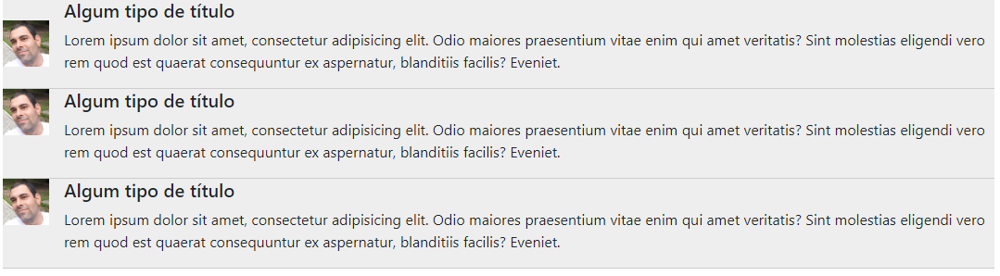 Algum tipo de título
Lorem ipsum dolor sit amet, consectetur adipisicing elit. Odio maiores praesentium vitae enim qui amet veritatis? Sint molestias eligendi vero
rem quod est quaerat consequuntur ex aspernatur, blanditiis facilis? Eveniet.
Algum tipo de título
Lorem ipsum dolor sit amet, consectetur adipisicing elit. Odio maiores praesentium vitae enim qui amet veritatis? Sint molestias eligendi vero
rem quod est quaerat consequuntur ex aspernatur, blanditiis facilis? Eveniet.
Algum tipo de título
Lorem ipsum dolor sit amet, consectetur adipisicing elit. Odio maiores praesentium vitae enim qui amet veritatis? Sint molestias eligendi vero
rem quod est quaerat consequuntur ex aspernatur, blanditiis facilis? Eveniet.